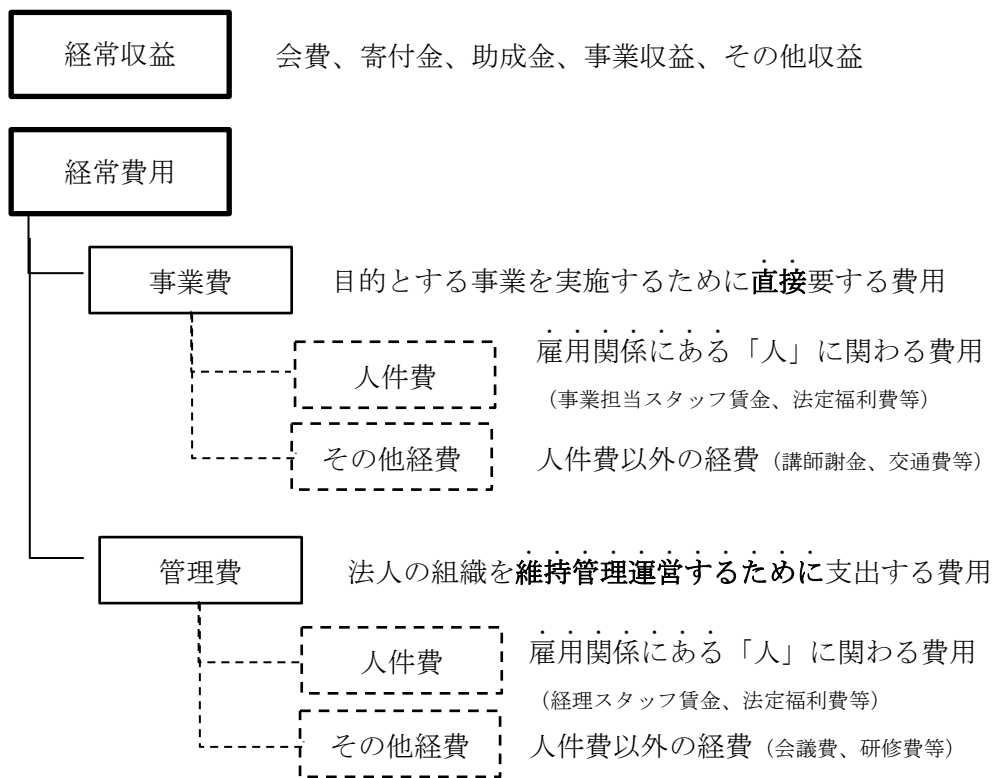 経常収益 会費、寄付金、助成金、事業収益、その他収益
経常費用
事業費 目的とする事業を実施するために直接要する費用
人件費 雇用関係にある「人」に関わる費用
（事業担当スタッフ賃金、法定福利費等）
その他経費 人件費以外の経費（講師謝金、交通費等）
管理費 法人の組織を維持管理運営するために支出する費用
人件費 雇用関係にある「人」に関わる費用
（経理スタッフ賃金、法定福利費等）
その他経費 人件費以外の経費（会議費、研修費等）